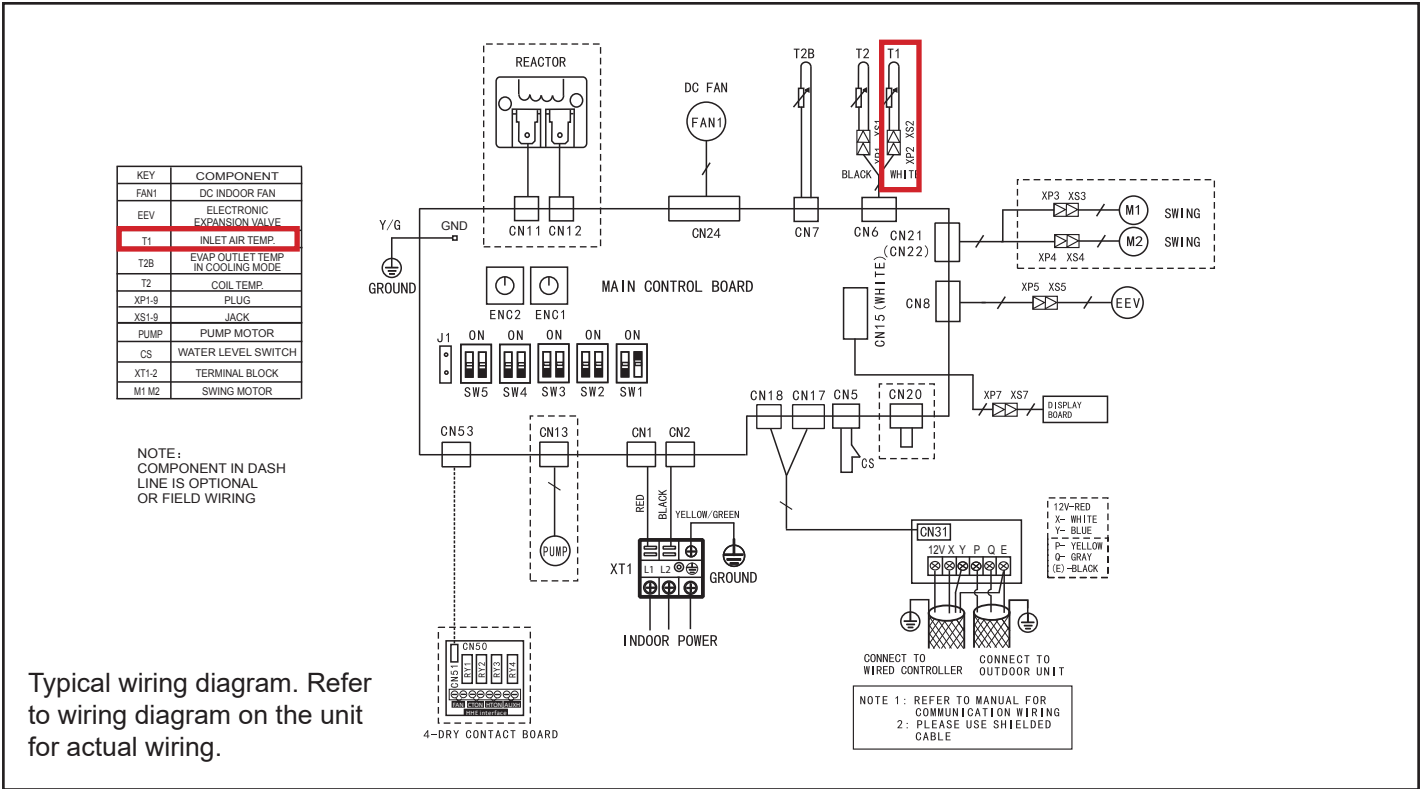 REACTOR
DC FAN
FAN1
T2B
T2
T1
XP1 XS1
XP2 XS2
BLACK
WHITE
KEY COMPONENT
FAN1 DC INDOOR FAN
EEV ELECTRONIC
EXPANSION VALVE
T1 INLET AIR TEMP.
T2B EVAP OUTLET TEMP
IN COOLING MODE
T2 COIL TEMP.
XP1-9 PLUG
XS1-9 JACK
PUMP PUMP MOTOR
CS WATER LEVEL SWITCH
XT1-2 TERMINAL BLOCK
M1 M2 SWING MOTOR
NOTE:
COMPONENT IN DASH
LINE IS OPTIONAL
OR FIELD WIRING
Y/G
GND
GROUND
CN11 CN12
CN24
CN7
CN6
CN21
(CN22)
XP3 XS3
M1
SWING
M2
SWING
XP4 XS4
CN8
XP5 XS5
EEV
CN15(WHITE)
MAIN CONTROL BOARD
ENC2 ENC1
J1
ON ON ON ON ON
SW5 SW4 SW3 SW2 SW1
XP7 XS7
DISPLAY
BOARD
CN53
CN13
CN1
CN2
CN18 CN17 CN5 CN20
CS
RED
BLACK
YELLOW/GREEN
PUMP
XT1
L1 L2
GROUND
INDOOR POWER
CN31
12V X Y P Q E
12V-RED
X- WHITE
Y- BLUE
P- YELLOW
Q- GRAY
(E)-BLACK
CONNECT TO
WIRED CONTROLLER
CONNECT TO
OUTDOOR UNIT
NOTE 1: REFER TO MANUAL FOR
COMMUNICATION WIRING
2: PLEASE USE SHIELDED
CABLE
CN50
CN51
RY1 RY2 RY3 RY4
FAN
HHE interface
4-DRY CONTACT BOARD
Typical wiring diagram. Refer
to wiring diagram on the unit
for actual wiring.